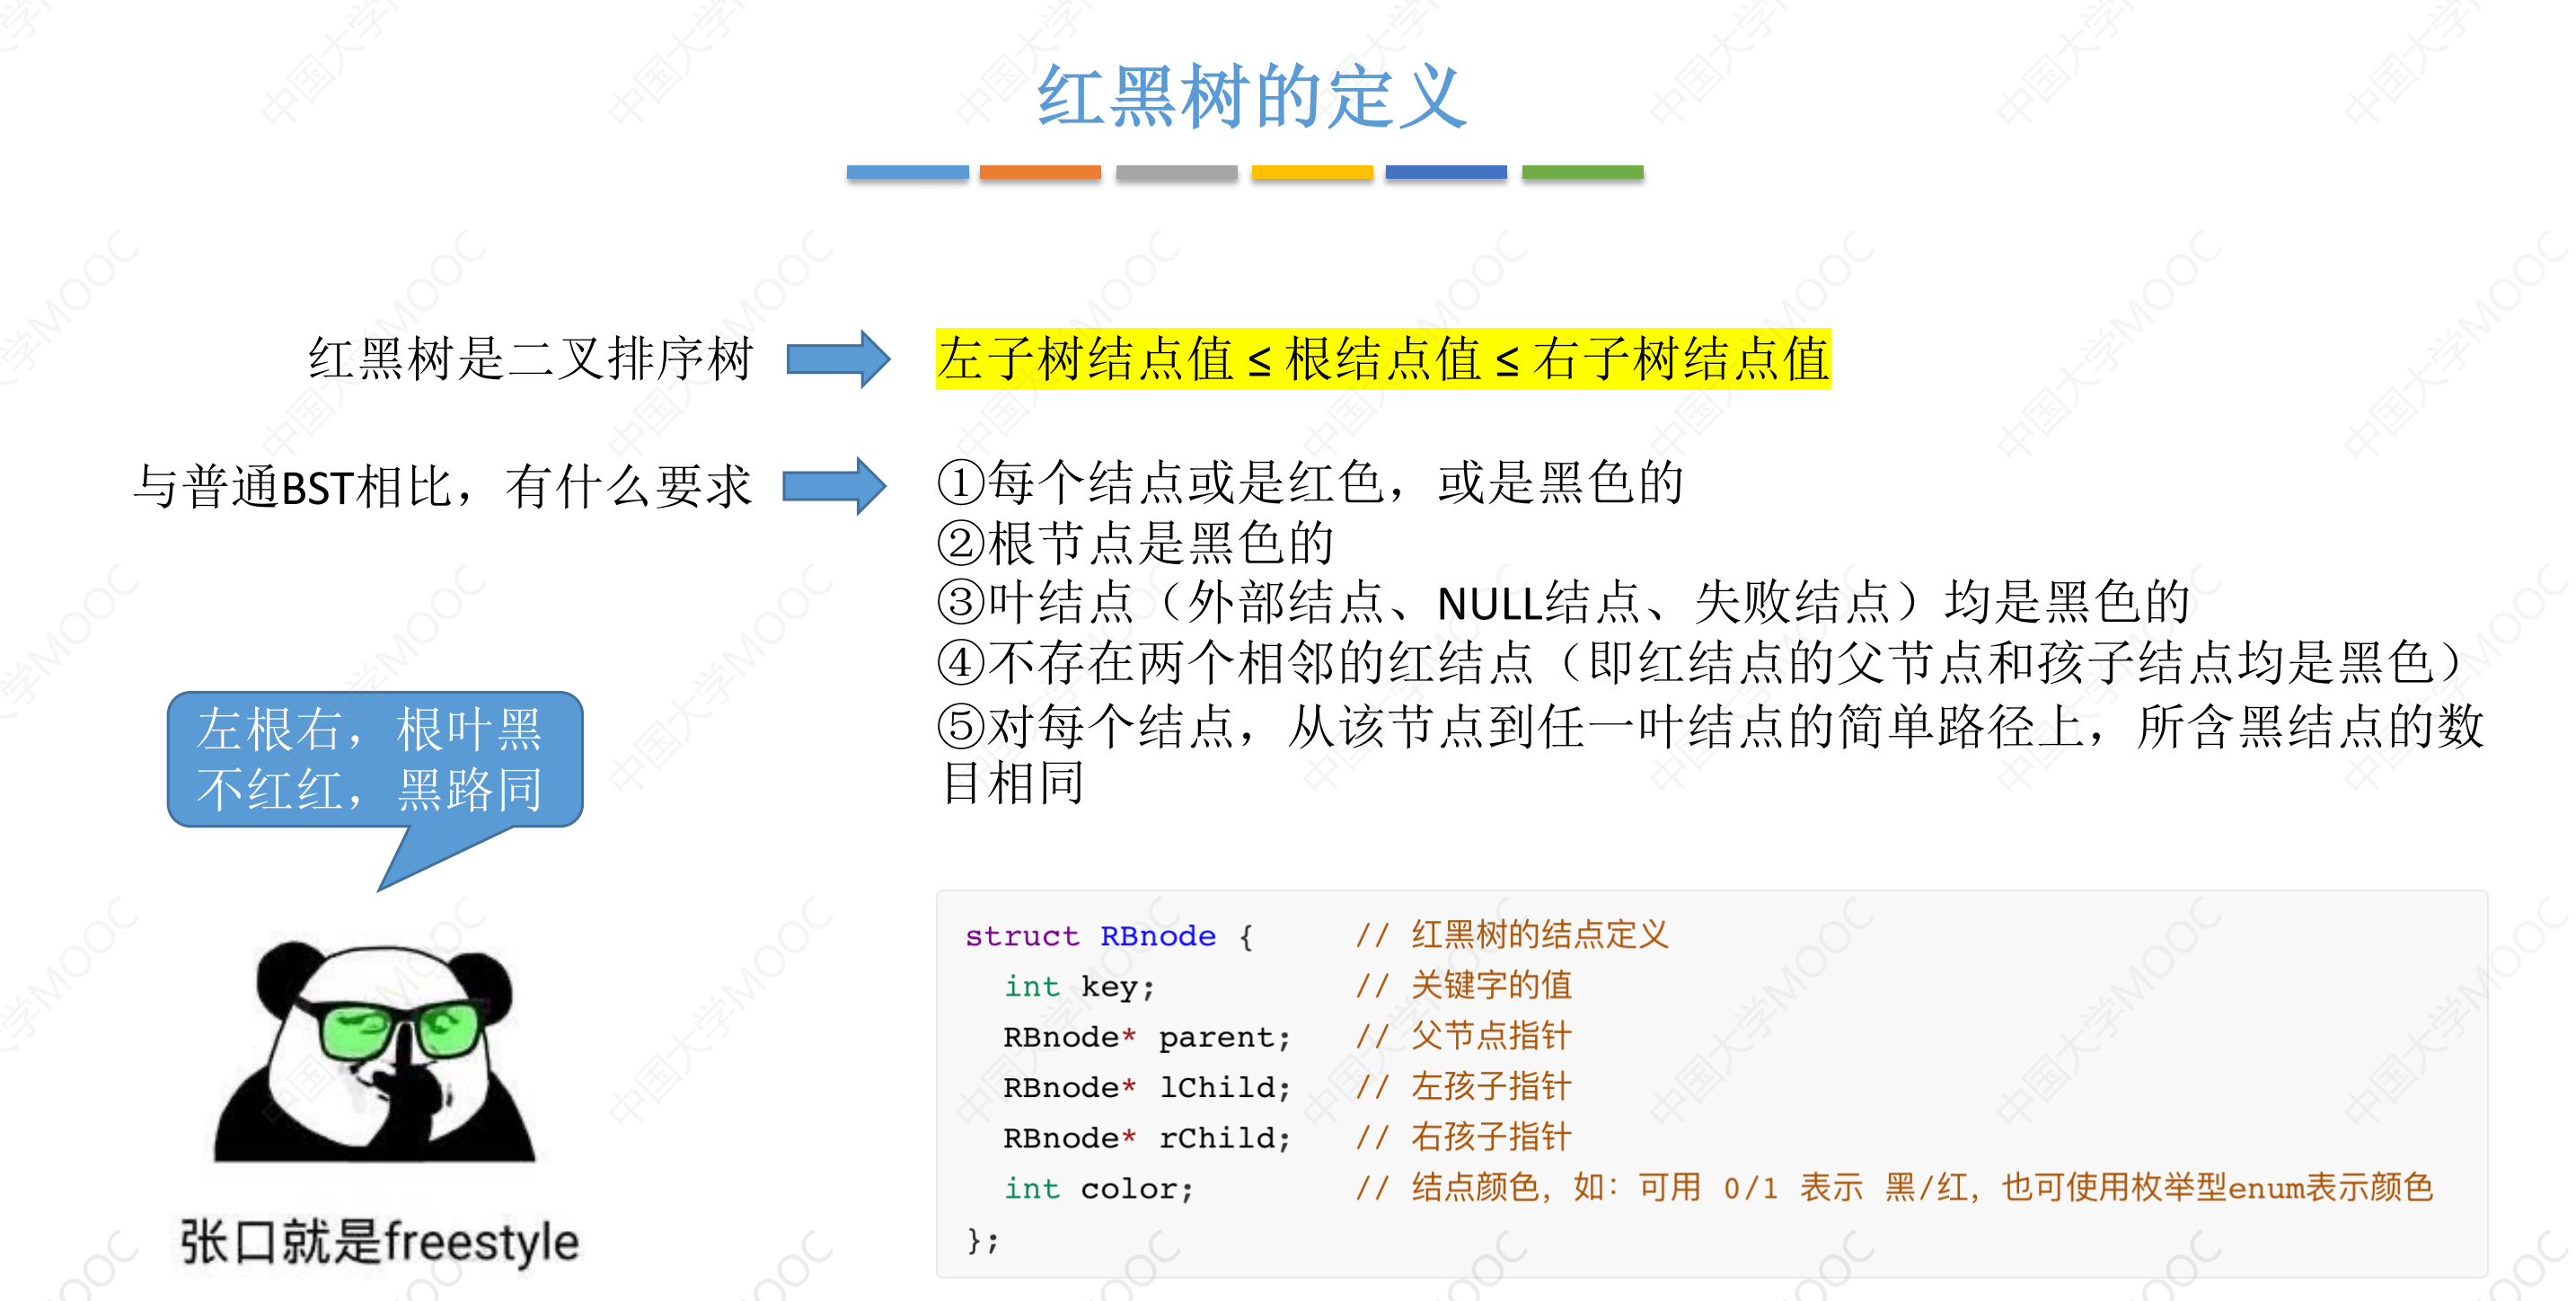 红黑树的定义
红黑树是二叉排序树
左子树结点值 ≤ 根结点值 ≤ 右子树结点值
与普通BST相比，有什么要求
①每个结点或是红色，或是黑色的
②根节点是黑色的
③叶结点（外部结点、NULL结点、失败结点）均是黑色的
④不存在两个相邻的红结点（即红结点的父节点和孩子结点均是黑色）
⑤对每个结点，从该节点到任一叶结点的简单路径上，所含黑结点的数
目相同
左根右，根叶黑
不红红，黑路同
张口就是freestyle
struct RBnode { // 红黑树的结点定义
int key; // 关键字的值
RBnode* parent; // 父节点指针
RBnode* lChild; // 左孩子指针
RBnode* rChild; // 右孩子指针
int color; // 结点颜色，如：可用 0/1 表示 黑/红，也可使用枚举型enum表示颜色
};
中国大学MOOC